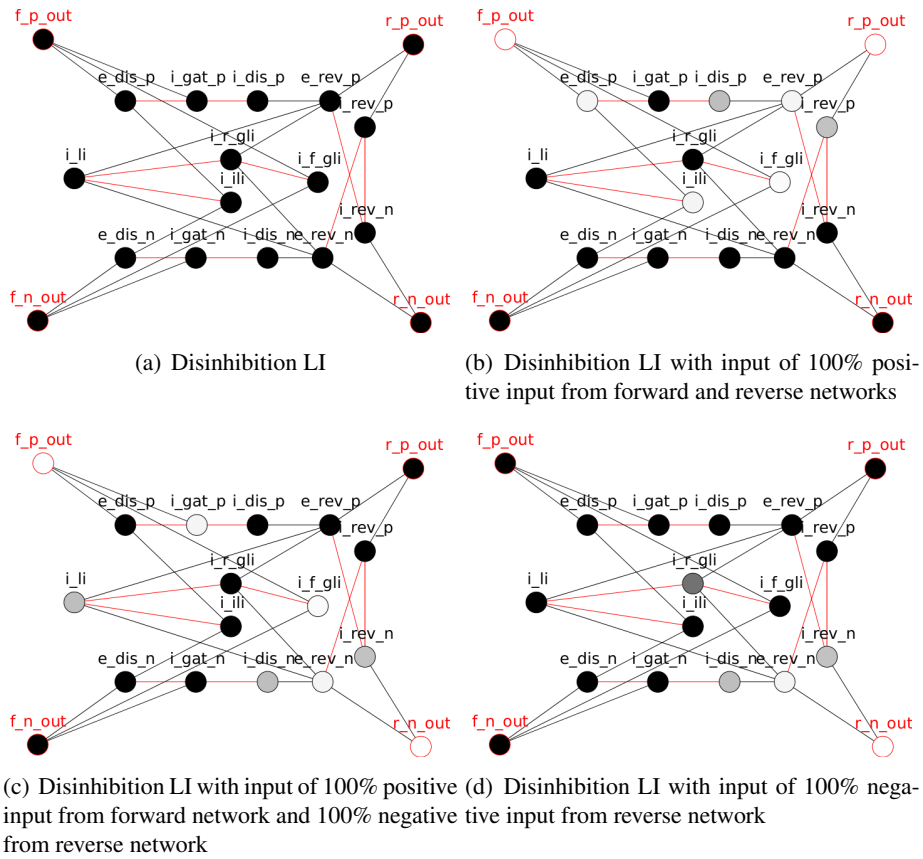 f_p_out
r_p_out
e_dis_p i_gat_p i_dis_p e_rev_p
i_rev_p
i_r_gli
i_li
i_f_gli
i_ili
i_rev_n
e_dis_n i_gat_n i_dis_ne_rev_n
f_n_out
r_n_out
(a) Disinhibition LI
f_p_out
r_p_out
e_dis_p i_gat_p i_dis_p e_rev_p
i_rev_p
i_r_gli
i_li
i_f_gli
i_ili
i_rev_n
e_dis_n i_gat_n i_dis_ne_rev_n
f_n_out
r_n_out
(b) Disinhibition LI with input of 100% posi-
tive input from forward and reverse networks
f_p_out
r_p_out
e_dis_p i_gat_p i_dis_p e_rev_p
i_rev_p
i_r_gli
i_li
i_f_gli
i_ili
i_rev_n
e_dis_n i_gat_n i_dis_ne_rev_n
f_n_out
r_n_out
(c) Disinhibition LI with input of 100% positive
input from forward network and 100% negative
from reverse network
f_p_out
r_p_out
e_dis_p i_gat_p i_dis_p e_rev_p
i_rev_p
i_r_gli
i_li
i_f_gli
i_ili
i_rev_n
e_dis_n i_gat_n i_dis_ne_rev_n
f_n_out
r_n_out
(d) Disinhibition LI with input of 100% nega-
tive input from reverse network